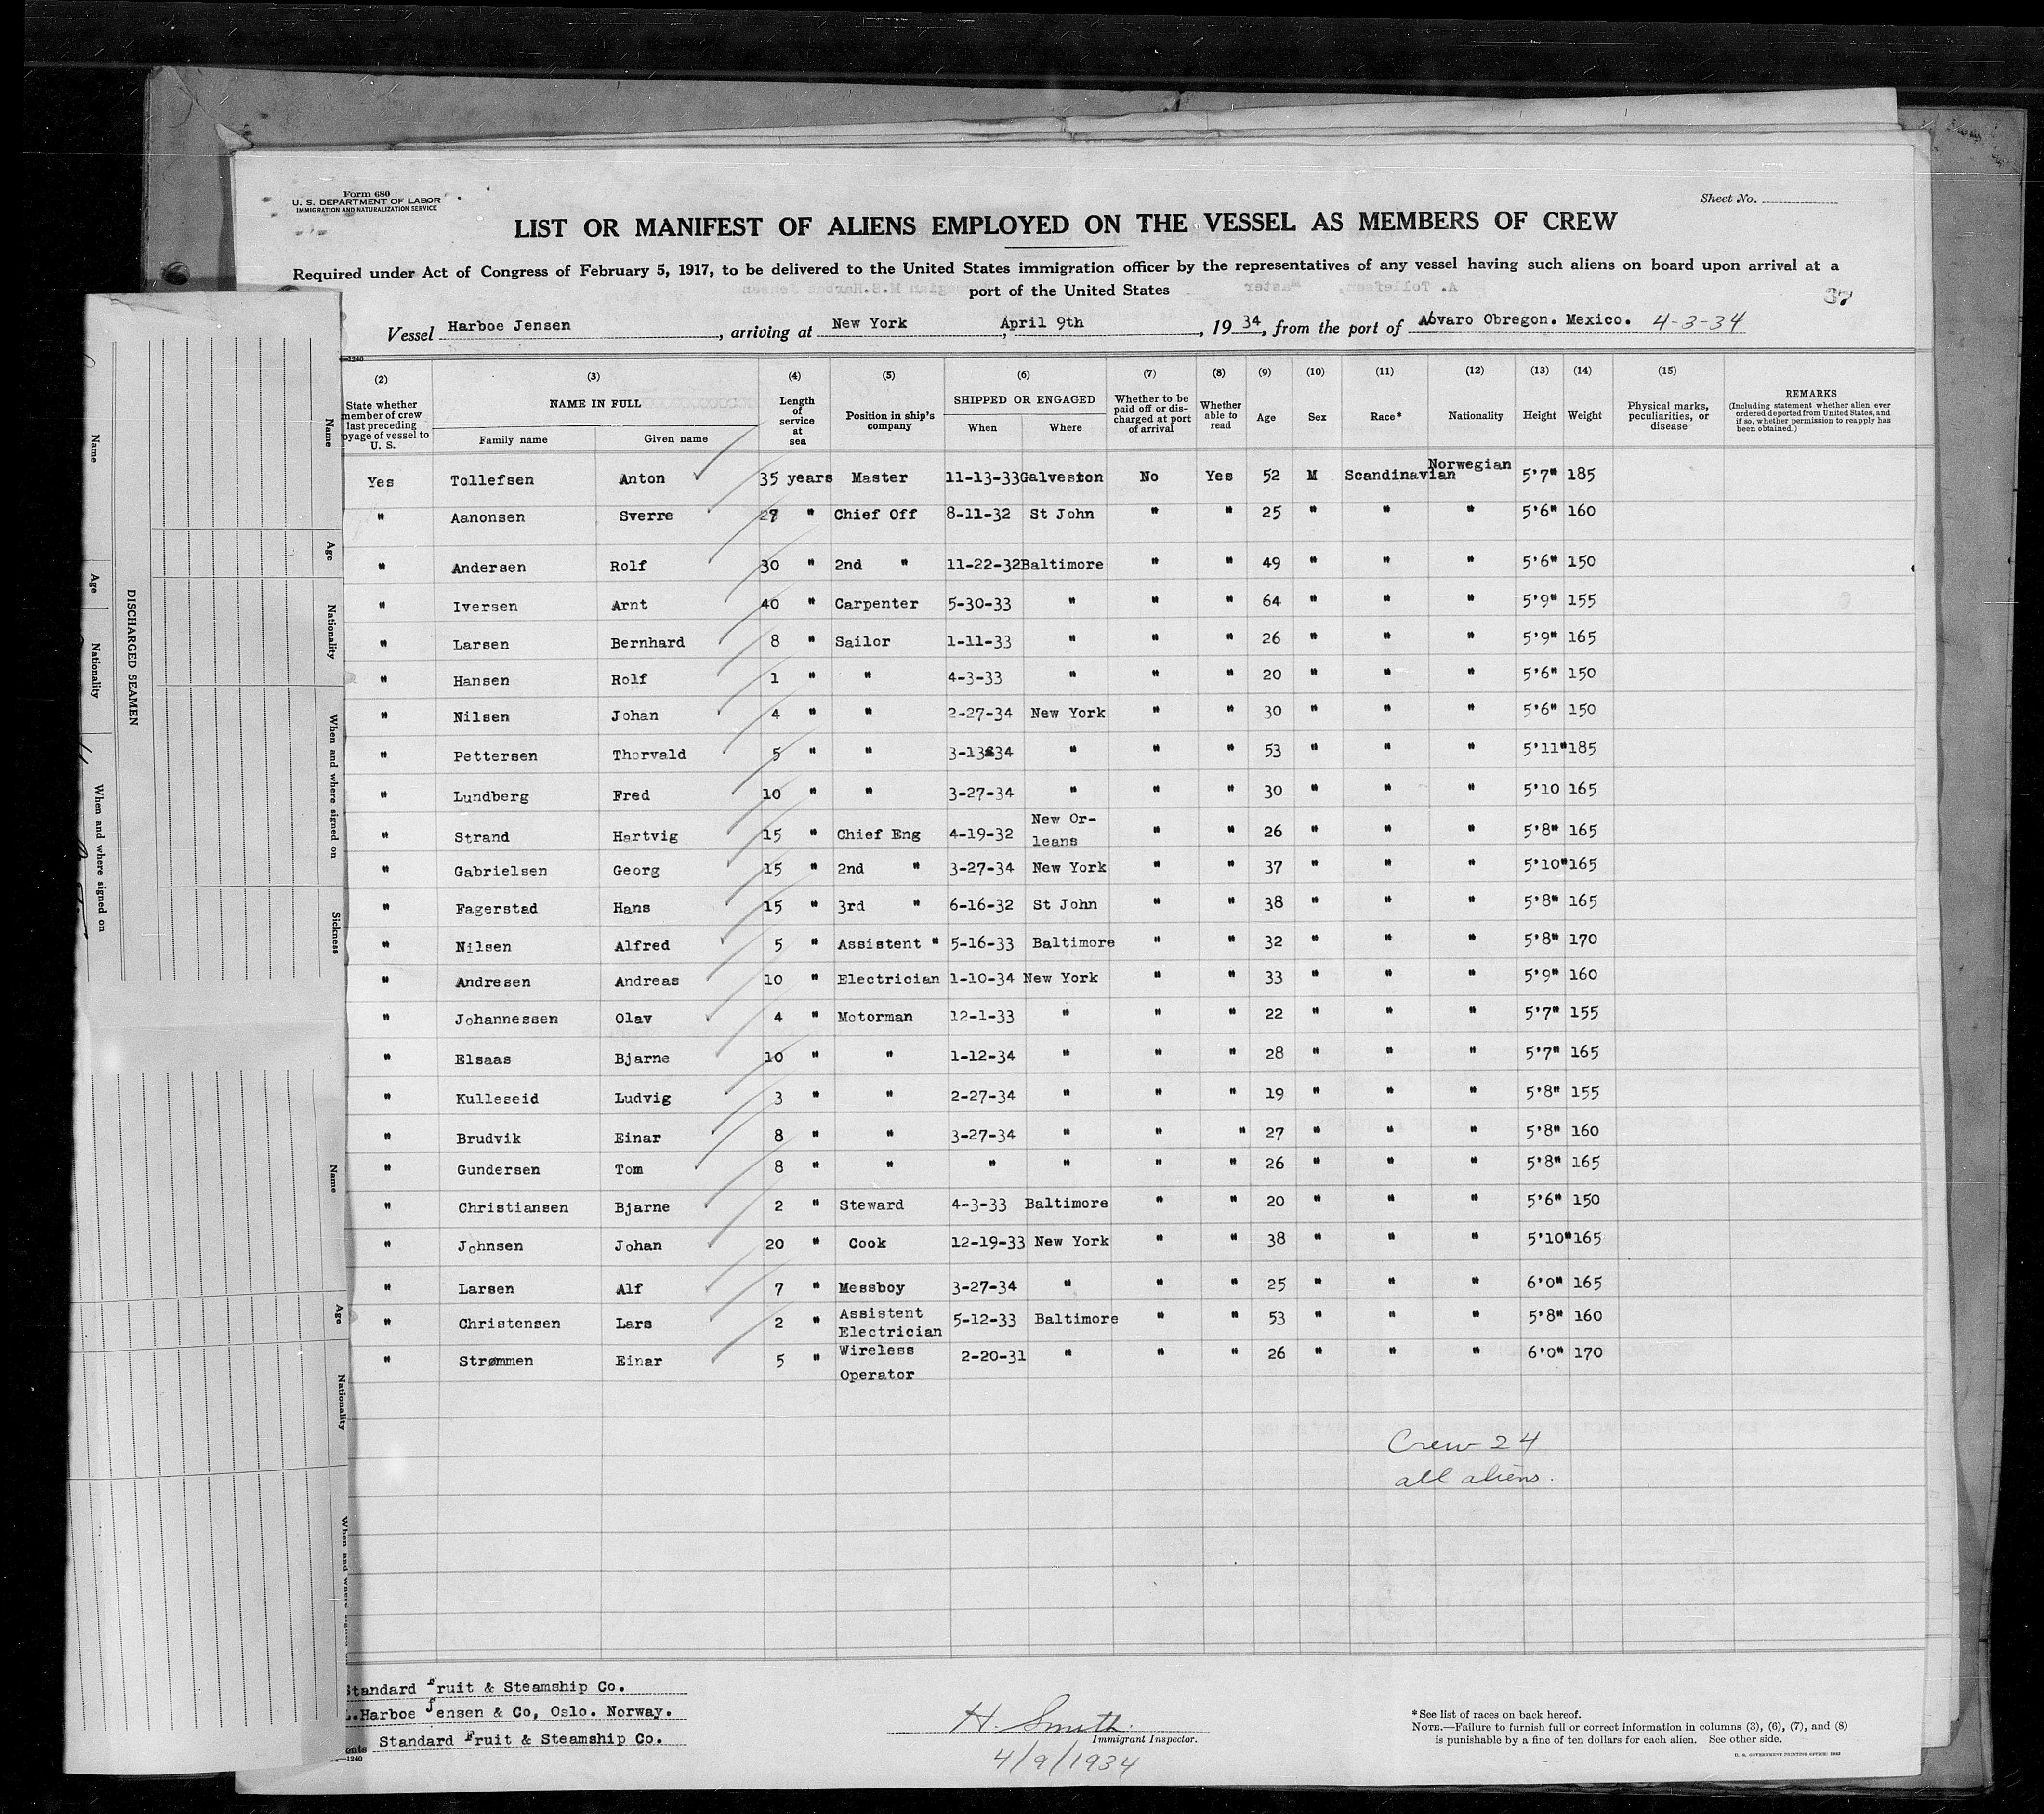 Form 680
U. S. DEPARTMENT OF LABOR
IMMIGRATION AND NATURALIZATION SERVICE
Sheet No.
LIST OR MANIFEST OF ALIENS EMPLOYED ON THE VESSEL AS MEMBERS OF CREW
Required under Act of Congress of February 5, 1917, to be delivered to the United States immigration officer by the representatives of any vessel having such aliens on board upon arrival at a
port of the United States
Vessel Harboe Jensen, arriving at New York, April 9th, 1934, from the port of Alvaro Obregon. Mexico. 4-3-34
(2) (3) (4) (5) (6) (7) (8) (9) (10) (11) (12) (13) (14) (15)
State whether member of crew last preceding voyage of vessel to U. S. NAME IN FULL Family name Given name Length of service at sea Position in ship's company SHIPPED OR ENGAGED When Where Whether to be paid off or discharged at port of arrival Whether able to read Age Sex Race* Nationality Height Weight Physical marks, peculiarities, or disease REMARKS (Including statement whether alien ever ordered deported from United States, and if so, whether permission to reapply has been obtained.)
Yes Tollefsen Anton 35 years Master 11-13-33 Galveston No Yes 52 M Scandinavian Norwegian 5'7" 185
" Aanonsen Sverre 27 " Chief Off 8-11-32 St John " " 25 " " " 5'6" 160
" Andersen Rolf 30 " 2nd " 11-22-32 Baltimore " " 49 " " " 5'6" 150
" Iversen Arnt 40 " Carpenter 5-30-33 " " " 64 " " " 5'9" 155
" Larsen Bernhard 8 " Sailor 1-11-33 " " " 26 " " " 5'9" 165
" Hansen Rolf 1 " " 4-3-33 " " " 20 " " " 5'6" 150
" Nilsen Johan 4 " " 2-27-34 New York " " 30 " " " 5'6" 150
" Pettersen Thorvald 5 " " 3-13-34 " " " 53 " " " 5'11" 185
" Lundberg Fred 10 " " 3-27-34 " " " 30 " " " 5'10 165
" Strand Hartvig 15 " Chief Eng 4-19-32 New Orleans " " 26 " " " 5'8" 165
" Gabrielsen Georg 15 " 2nd " 3-27-34 New York " " 37 " " " 5'10" 165
" Fagerstad Hans 15 " 3rd " 6-16-32 St John " " 38 " " " 5'8" 165
" Nilsen Alfred 5 " Assistent " 5-16-33 Baltimore " " 32 " " " 5'8" 170
" Andresen Andreas 10 " Electrician 1-10-34 New York " " 33 " " " 5'9" 160
" Johannessen Olav 4 " Motorman 12-1-33 " " " 22 " " " 5'7" 155
" Elsaas Bjarne 10 " " 1-12-34 " " " 28 " " " 5'7" 165
" Kulleseid Ludvig 3 " " 2-27-34 " " " 19 " " " 5'8" 155
" Brudvik Einar 8 " " 3-27-34 " " " 27 " " " 5'8" 160
" Gundersen Tom 8 " " " " " " 26 " " " 5'8" 165
" Christiansen Bjarne 2 " Steward 4-3-33 Baltimore " " 20 " " " 5'6" 150
" Johnsen Johan 20 " Cook 12-19-33 New York " " 38 " " " 5'10" 165
" Larsen Alf 7 " Messboy 3-27-34 " " " 25 " " " 6'0" 165
" Christensen Lars 2 " Assistent Electrician 5-12-33 Baltimore " " 53 " " " 5'8" 160
" Strømmen Einar 5 " Wireless Operator 2-20-31 " " " 26 " " " 6'0" 170
Crew 24
all aliens.
Standard Fruit & Steamship Co.
L.Harboe Jensen & Co, Oslo. Norway.
Standard Fruit & Steamship Co.
H. Smith
Immigrant Inspector.
4/9/1934
*See list of races on back hereof.
NOTE.—Failure to furnish full or correct information in columns (3), (6), (7), and (8)
is punishable by a fine of ten dollars for each alien. See other side.
U. S. GOVERNMENT PRINTING OFFICE
DISCHARGED SEAMEN
Name Age Nationality When and where signed on
Name Age Nationality When and where signed on Sickness
Name Age Nationality When and where signed